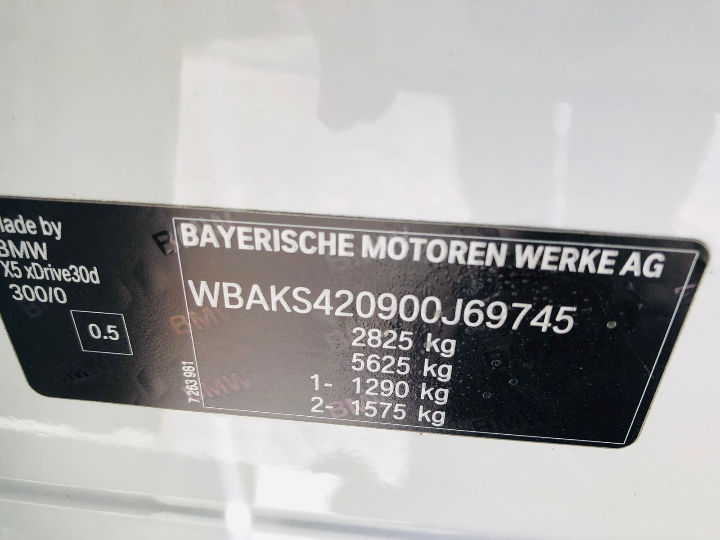 Made by
BMW
X5 xDrive30d
300/0
0.5
7 263 981
BAYERISCHE MOTOREN WERKE AG
WBAKS420900J69745
2825 kg
5625 kg
1- 1290 kg
2- 1575 kg